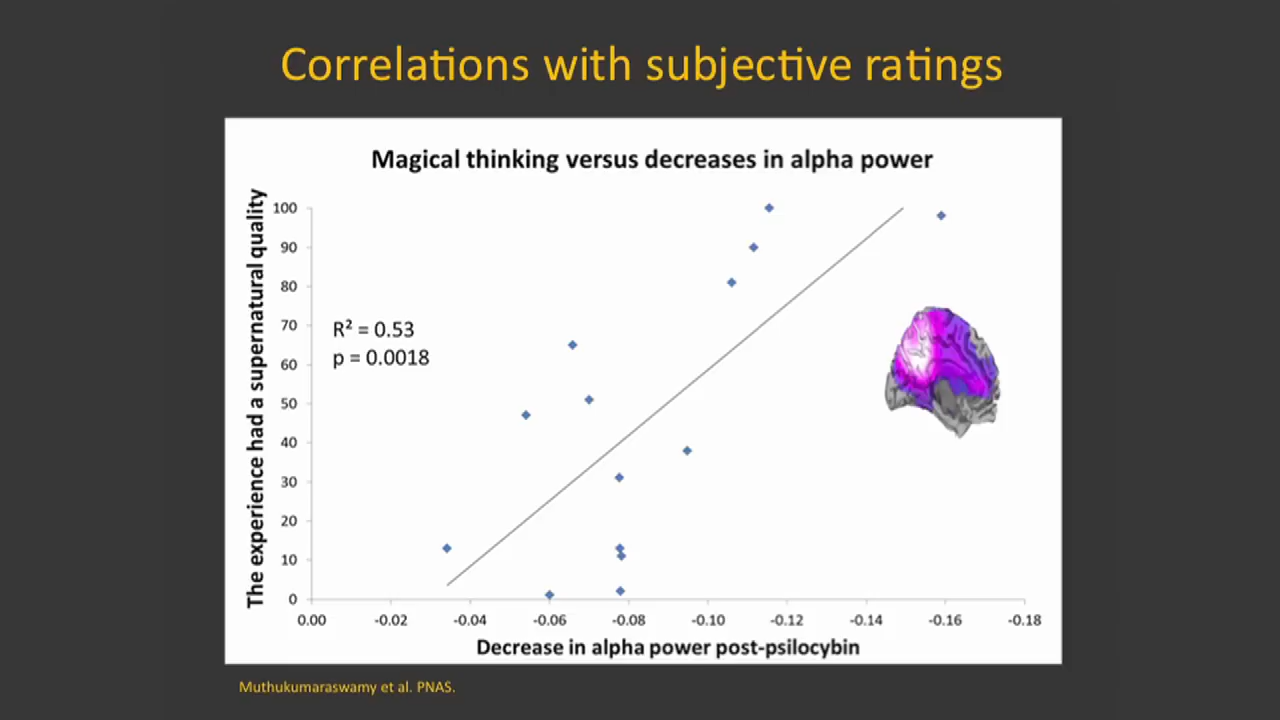 Correlations with subjective ratings
Magical thinking versus decreases in alpha power
The experience had a supernatural quality
100
90
80
70
60
50
40
30
20
10
0
R² = 0.53
p = 0.0018
0.00 -0.02 -0.04 -0.06 -0.08 -0.10 -0.12 -0.14 -0.16 -0.18
Decrease in alpha power post-psilocybin
Muthukumaraswamy et al. PNAS.